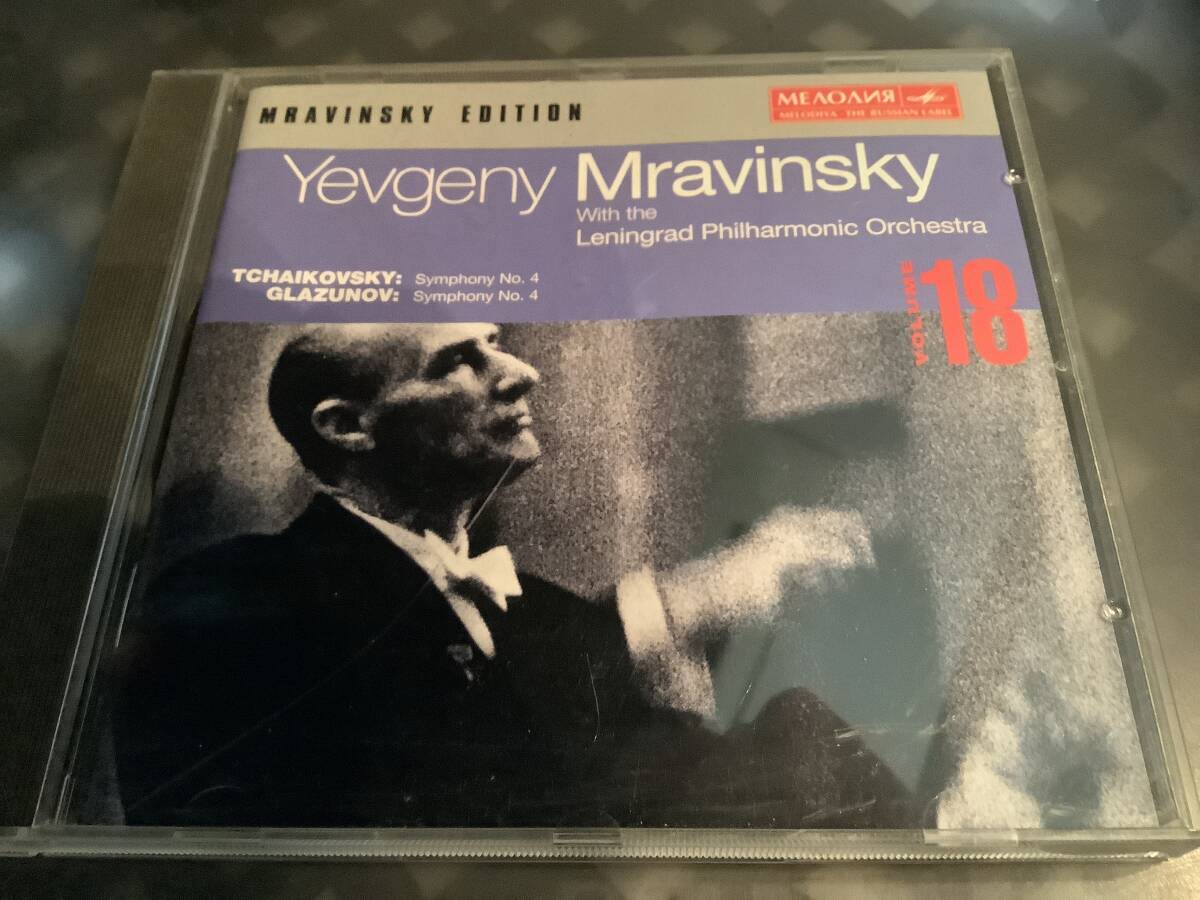 MRAVINSKY EDITION
МЕЛОДИЯ
MELODIYA THE RUSSIAN LABEL
Yevgeny Mravinsky
With the
Leningrad Philharmonic Orchestra
TCHAIKOVSKY: Symphony No. 4
GLAZUNOV: Symphony No. 4
VOLUME 18